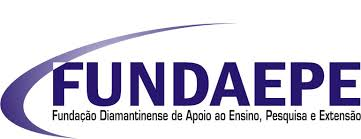 FUNDAEPE
Fundação Diamantinense de Apoio ao Ensino, Pesquisa e Extensão